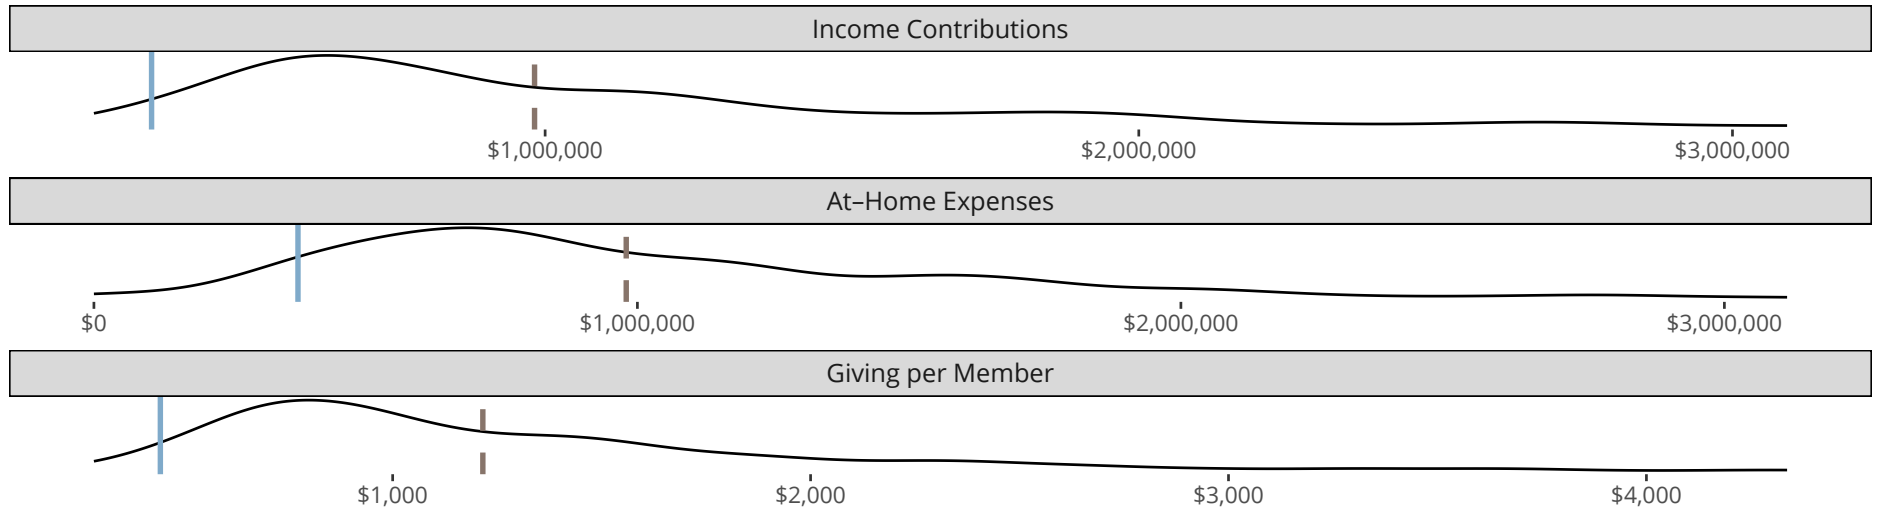 Income Contributions
$1,000,000 $2,000,000 $3,000,000
At–Home Expenses
$0 $1,000,000 $2,000,000 $3,000,000
Giving per Member
$1,000 $2,000 $3,000 $4,000